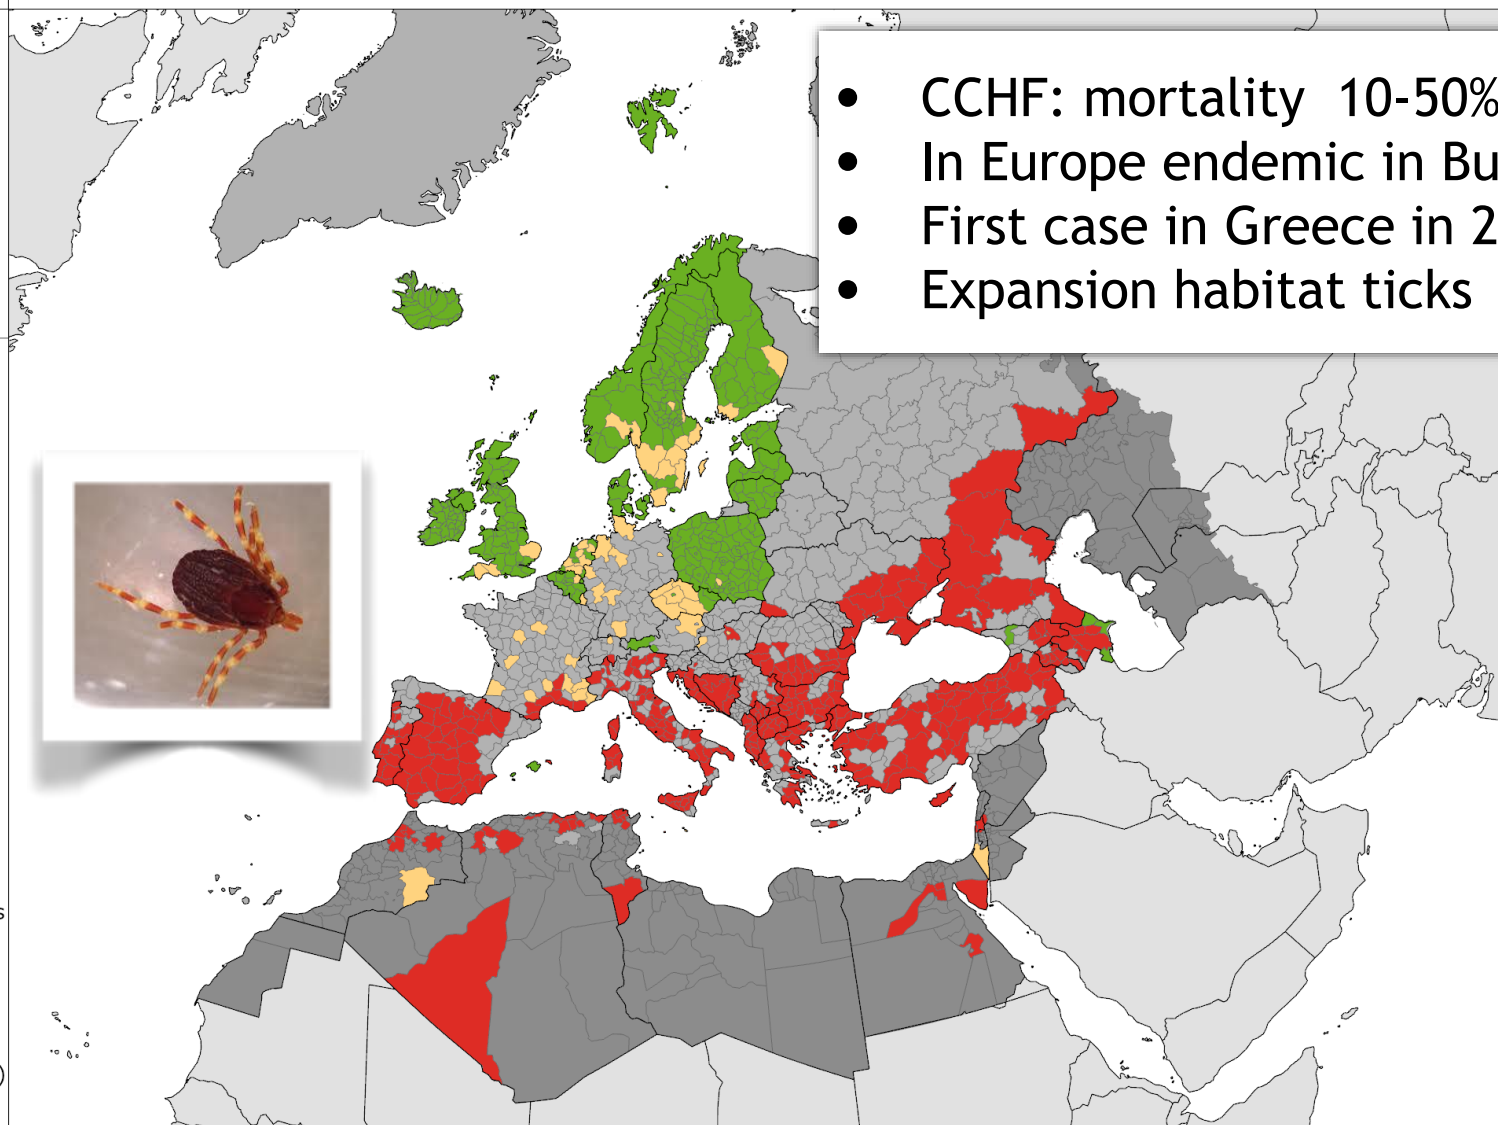 • CCHF: mortality 10-50%
• In Europe endemic in Bu
• First case in Greece in 2
• Expansion habitat ticks
s
)